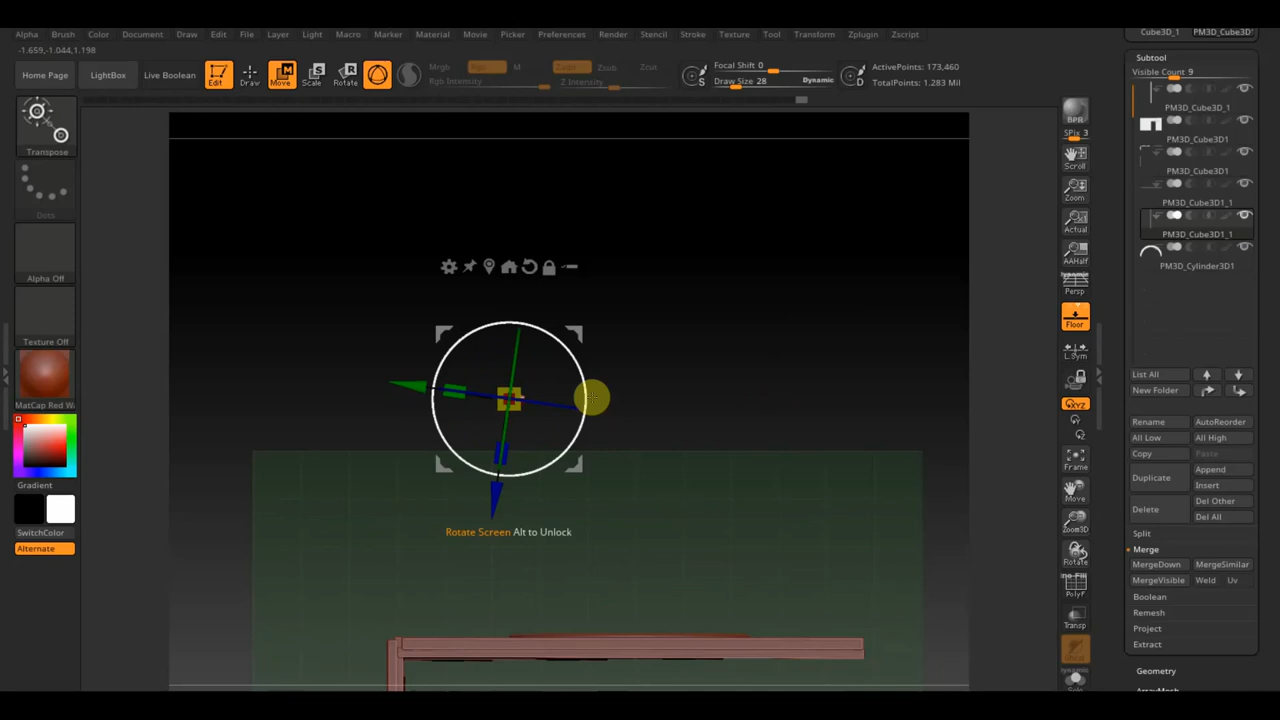 Alpha Brush Color Document Draw Edit File Layer Light Macro Marker Material Movie Picker Preferences Render Stencil Stroke Texture Tool Transform Zplugin Zscript
-1.659,-1.044,1.198
Home Page LightBox Live Boolean Edit Draw Move Scale Rotate
Mrgb Rgb M
Rgb Intensity
Zadd Zsub Zcut
Z Intensity
S
Focal Shift 0
Draw Size 28 Dynamic
D
ActivePoints: 173,460
TotalPoints: 1.283 Mil
Transpose
Dots
Alpha Off
Texture Off
MatCap Red Wa
Gradient
SwitchColor
Alternate
Rotate Screen Alt to Unlock
BPR
SPix 3
Scroll
Zoom
Actual
AAHalf
Dynamic
Persp
Floor
L.Sym
XYZ
Y
Z
Frame
Move
Zoom3D
Rotate
PolyF
Transp
Ghost
Dynamic
Solo
Cube3D_1 PM3D_Cube3D
Subtool
Visible Count 9
PM3D_Cube3D_1
PM3D_Cube3D1
PM3D_Cube3D1
PM3D_Cube3D1_1
PM3D_Cube3D1_1
PM3D_Cylinder3D1
List All
New Folder
Rename AutoReorder
All Low All High
Copy Paste
Duplicate Append
Insert
Delete Del Other
Del All
Split
Merge
MergeDown MergeSimilar
MergeVisible Weld Uv
Boolean
Remesh
Project
Extract
Geometry
ArrayMesh